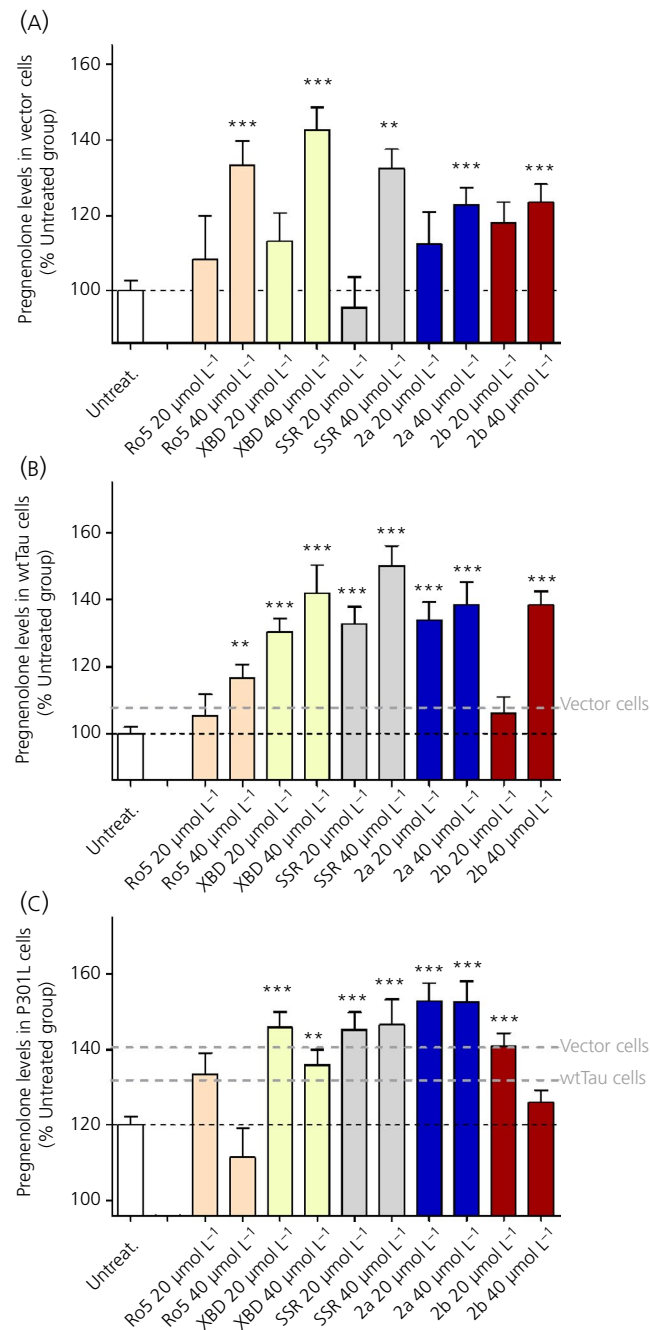 (A)
Pregnenolone levels in vector cells
(% Untreated group)
160
140
120
100
***
***
**
***
***
Untreat.
Ro5 20 µmol L⁻¹
Ro5 40 µmol L⁻¹
XBD 20 µmol L⁻¹
XBD 40 µmol L⁻¹
SSR 20 µmol L⁻¹
SSR 40 µmol L⁻¹
2a 20 µmol L⁻¹
2a 40 µmol L⁻¹
2b 20 µmol L⁻¹
2b 40 µmol L⁻¹
(B)
Pregnenolone levels in wtTau cells
(% Untreated group)
160
140
120
100
**
***
***
***
***
***
***
***
Vector cells
Untreat.
Ro5 20 µmol L⁻¹
Ro5 40 µmol L⁻¹
XBD 20 µmol L⁻¹
XBD 40 µmol L⁻¹
SSR 20 µmol L⁻¹
SSR 40 µmol L⁻¹
2a 20 µmol L⁻¹
2a 40 µmol L⁻¹
2b 20 µmol L⁻¹
2b 40 µmol L⁻¹
(C)
Pregnenolone levels in P301L cells
(% Untreated group)
160
140
120
100
***
**
***
***
***
***
***
Vector cells
wtTau cells
Untreat.
Ro5 20 µmol L⁻¹
Ro5 40 µmol L⁻¹
XBD 20 µmol L⁻¹
XBD 40 µmol L⁻¹
SSR 20 µmol L⁻¹
SSR 40 µmol L⁻¹
2a 20 µmol L⁻¹
2a 40 µmol L⁻¹
2b 20 µmol L⁻¹
2b 40 µmol L⁻¹